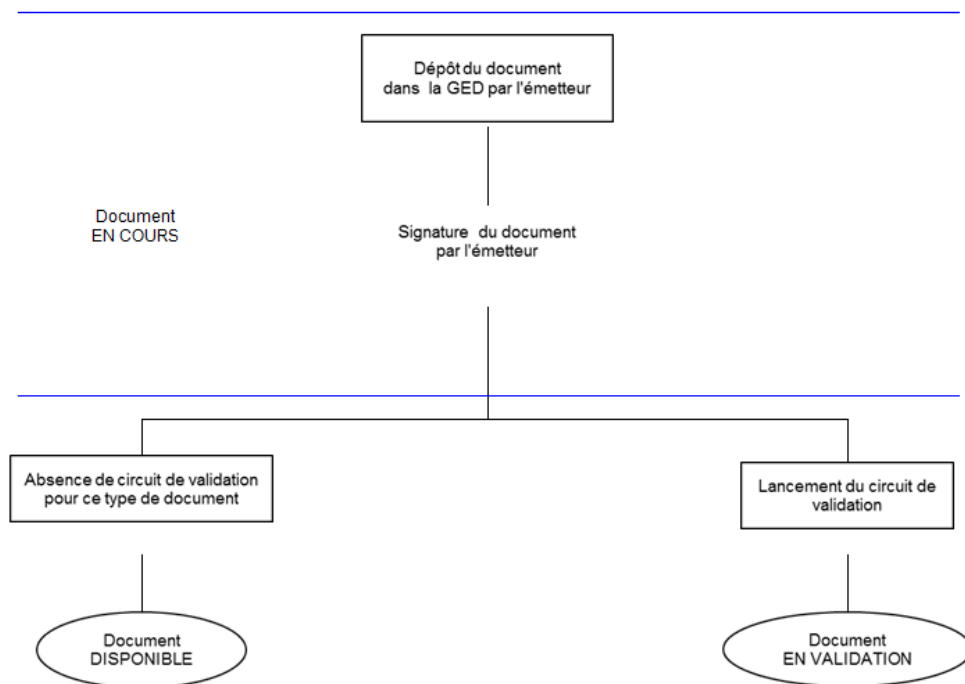 Dépôt du document
dans la GED par l'émetteur
Document
EN COURS
Signature du document
par l'émetteur
Absence de circuit de validation
pour ce type de document
Lancement du circuit de
validation
Document
DISPONIBLE
Document
EN VALIDATION